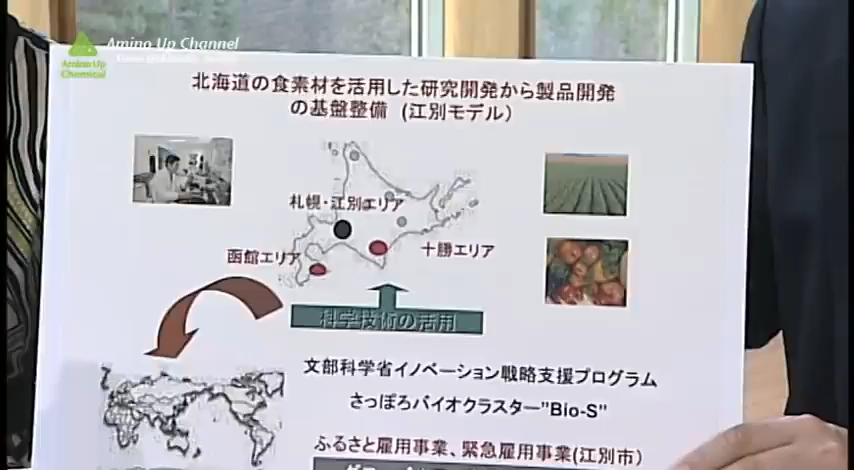 Amino Up Channel
Amino Up
Chemical
北海道の食素材を活用した研究開発から製品開発
の基盤整備 (江別モデル)
札幌・江別エリア
函館エリア
十勝エリア
科学技術の活用
文部科学省イノベーション戦略支援プログラム
さっぽろバイオクラスター"Bio-S"
ふるさと雇用事業、緊急雇用事業(江別市)